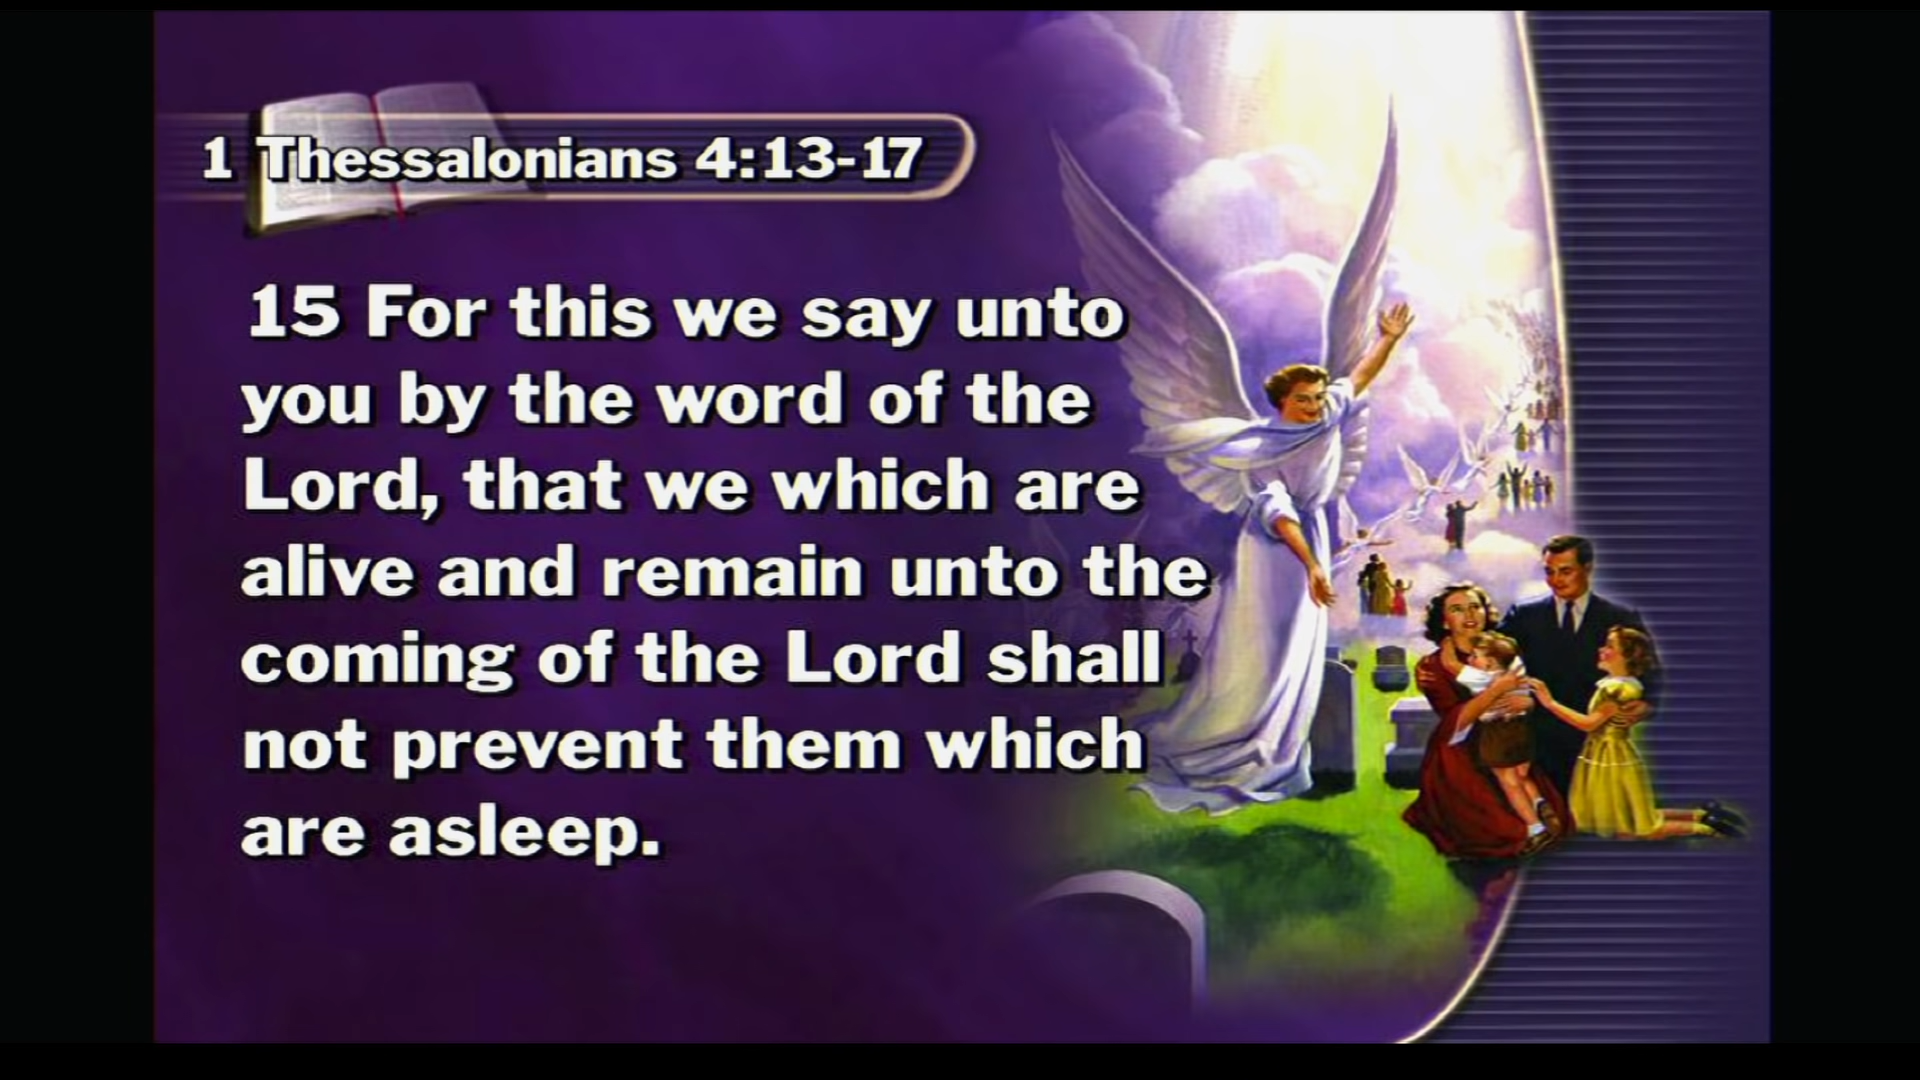 1 Thessalonians 4:13-17
15 For this we say unto
you by the word of the
Lord, that we which are
alive and remain unto the
coming of the Lord shall
not prevent them which
are asleep.